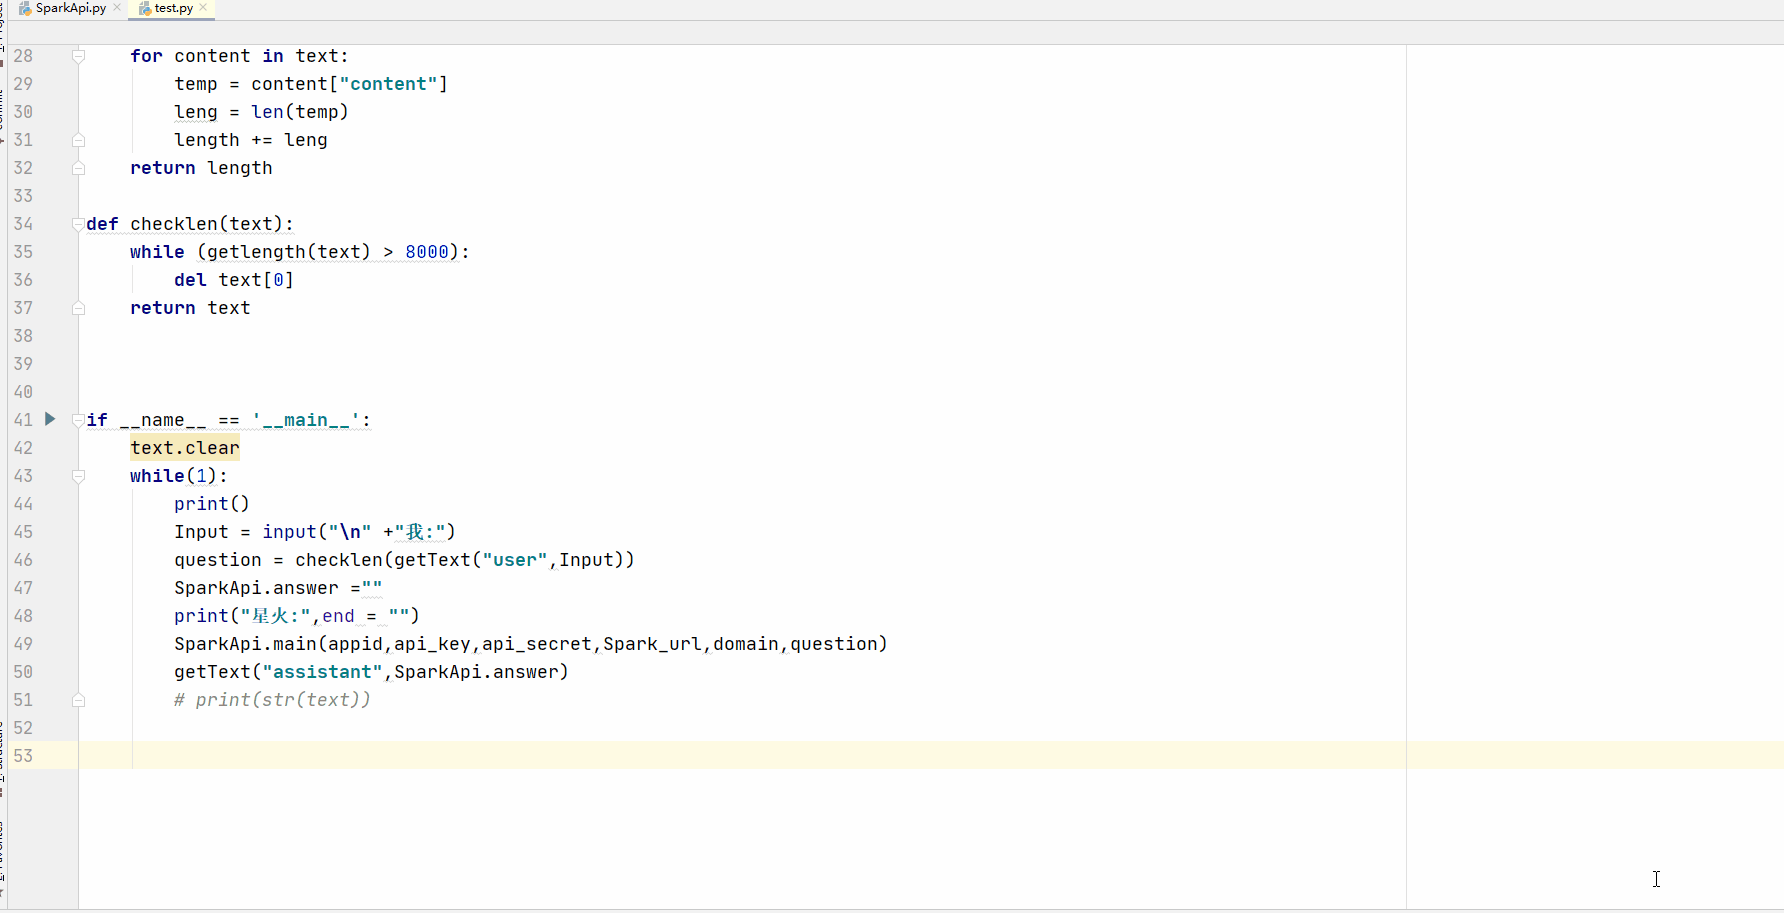 SparkApi.py test.py
28 for content in text:
29 temp = content["content"]
30 leng = len(temp)
31 length += leng
32 return length
33
34 def checklen(text):
35 while (getlength(text) > 8000):
36 del text[0]
37 return text
38
39
40
41 if __name__ == '__main__':
42 text.clear
43 while(1):
44 print()
45 Input = input("\n" +"我:")
46 question = checklen(getText("user",Input))
47 SparkApi.answer =""
48 print("星火:",end = "")
49 SparkApi.main(appid,api_key,api_secret,Spark_url,domain,question)
50 getText("assistant",SparkApi.answer)
51 # print(str(text))
52
53